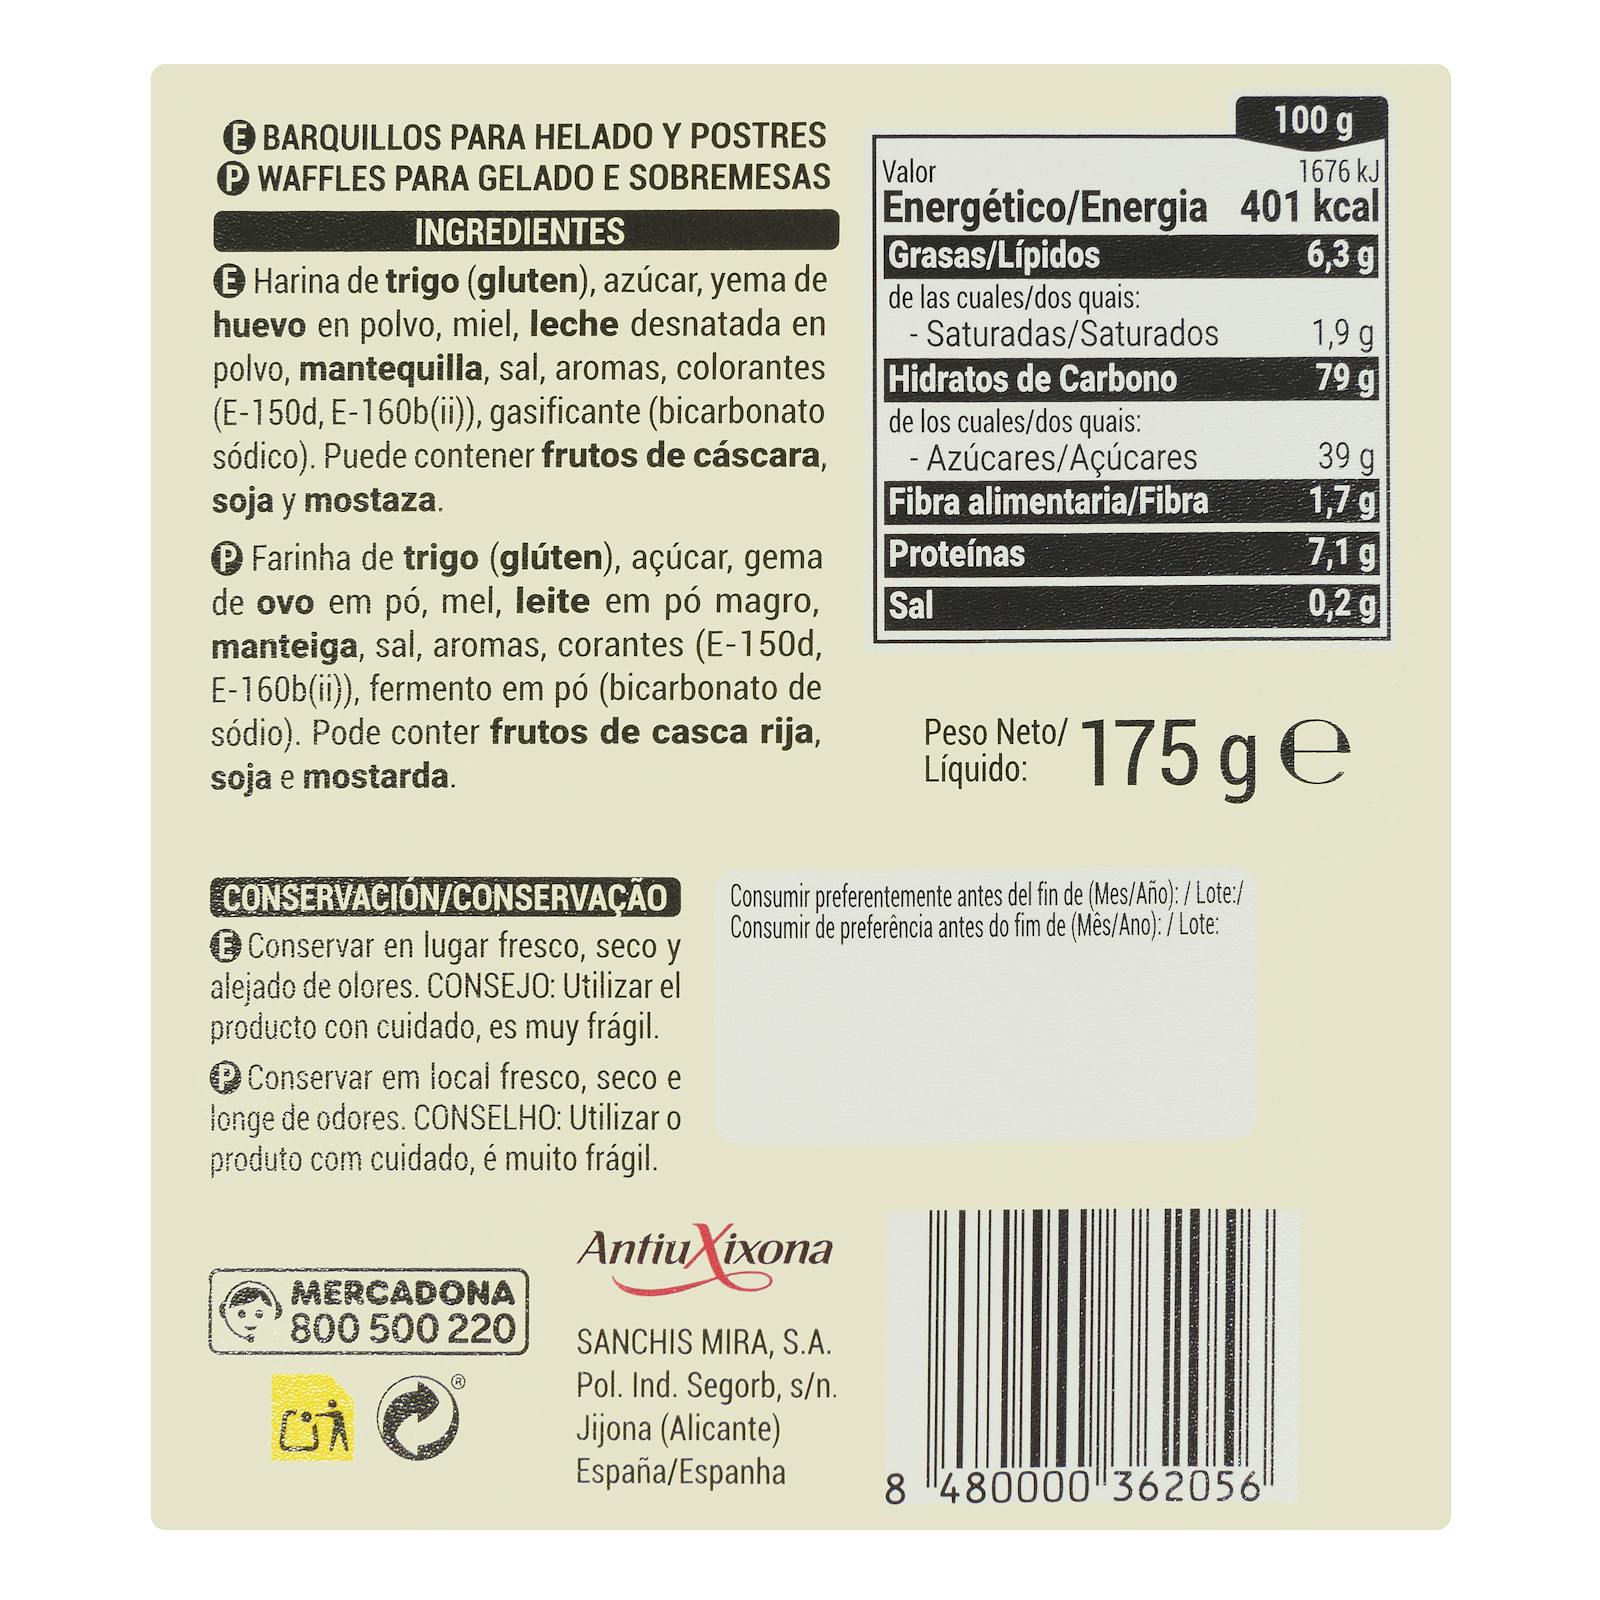 E BARQUILLOS PARA HELADO Y POSTRES
P WAFFLES PARA GELADO E SOBREMESAS
INGREDIENTES
E Harina de trigo (gluten), azúcar, yema de
huevo en polvo, miel, leche desnatada en
polvo, mantequilla, sal, aromas, colorantes
(E-150d, E-160b(ii)), gasificante (bicarbonato
sódico). Puede contener frutos de cáscara,
soja y mostaza.
P Farinha de trigo (glúten), açúcar, gema
de ovo em pó, mel, leite em pó magro,
manteiga, sal, aromas, corantes (E-150d,
E-160b(ii)), fermento em pó (bicarbonato de
sódio). Pode conter frutos de casca rija,
soja e mostarda.
100 g
Valor 1676 kJ
Energético/Energia 401 kcal
Grasas/Lípidos 6,3 g
de las cuales/dos quais:
- Saturadas/Saturados 1,9 g
Hidratos de Carbono 79 g
de los cuales/dos quais:
- Azúcares/Açúcares 39 g
Fibra alimentaria/Fibra 1,7 g
Proteínas 7,1 g
Sal 0,2 g
Peso Neto/
Líquido: 175 g e
CONSERVACIÓN/CONSERVAÇÃO
E Conservar en lugar fresco, seco y
alejado de olores. CONSEJO: Utilizar el
producto con cuidado, es muy frágil.
P Conservar em local fresco, seco e
longe de odores. CONSELHO: Utilizar o
produto com cuidado, é muito frágil.
Consumir preferentemente antes del fin de (Mes/Año): / Lote:/
Consumir de preferência antes do fim de (Mês/Ano): / Lote:
MERCADONA
800 500 220
®
AntiuXixona
SANCHIS MIRA, S.A.
Pol. Ind. Segorb, s/n.
Jijona (Alicante)
España/Espanha
8 480000 362056